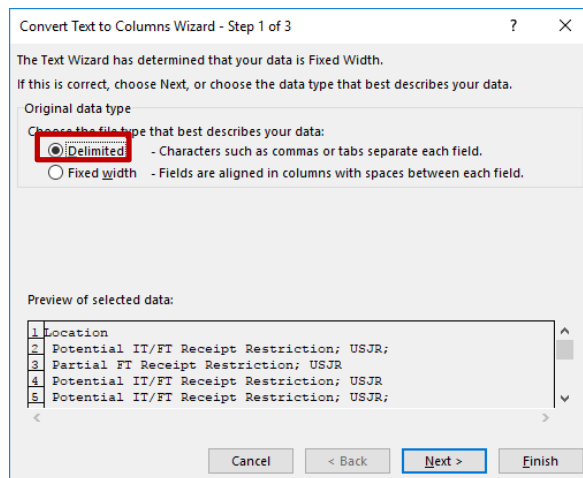 Convert Text to Columns Wizard - Step 1 of 3 ? X
The Text Wizard has determined that your data is Fixed Width.
If this is correct, choose Next, or choose the data type that best describes your data.
Original data type
Choose the file type that best describes your data:
Delimited - Characters such as commas or tabs separate each field.
Fixed width - Fields are aligned in columns with spaces between each field.
Preview of selected data:
1 Location
2 Potential IT/FT Receipt Restriction; USJR;
3 Partial FT Receipt Restriction; USJR
4 Potential IT/FT Receipt Restriction; USJR
5 Potential IT/FT Receipt Restriction; USJR;
Cancel < Back Next > Finish